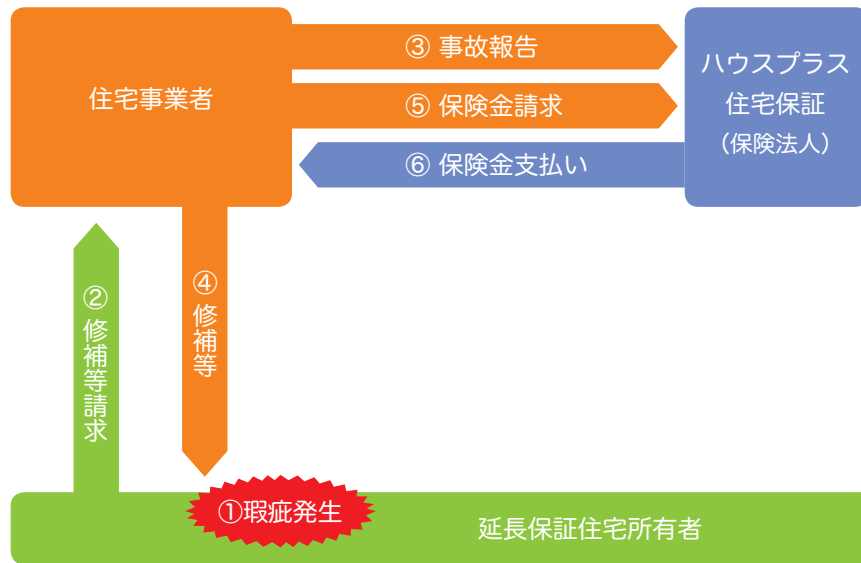 住宅事業者
③ 事故報告
⑤ 保険金請求
⑥ 保険金支払い
ハウスプラス
住宅保証
（保険法人）
② 修補等請求
④ 修補等
①瑕疵発生
延長保証住宅所有者